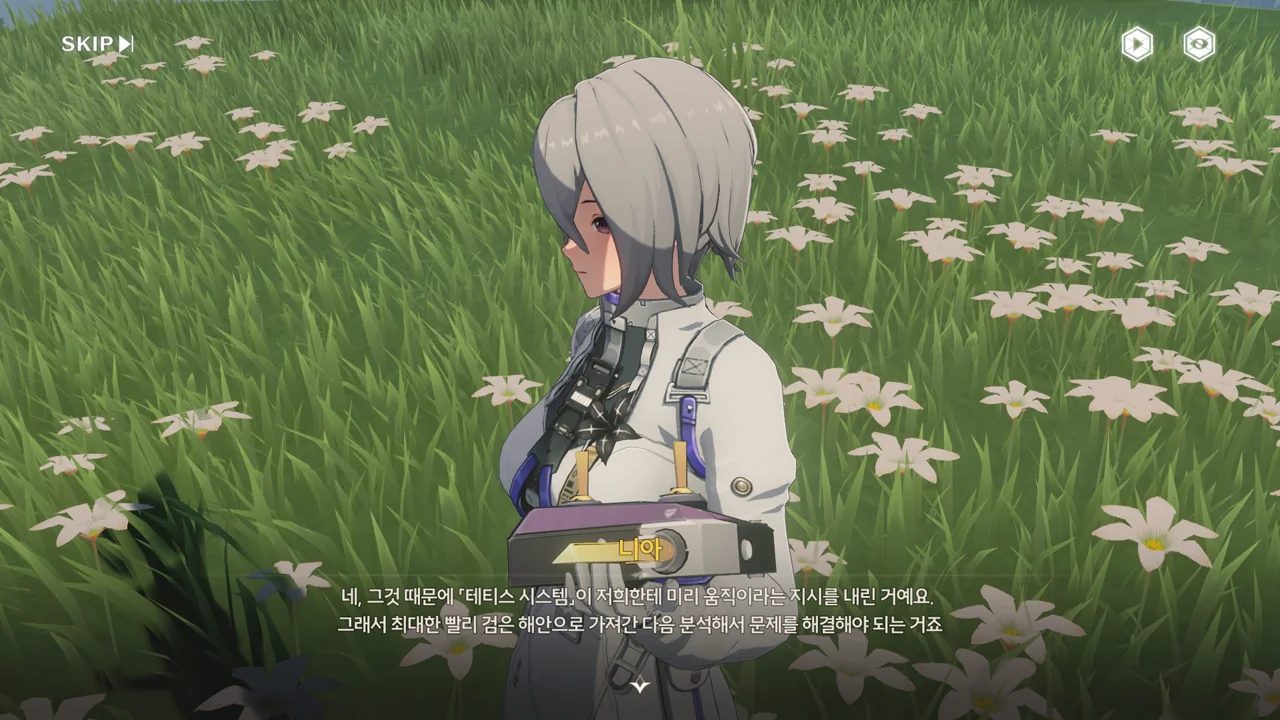 SKIP
니아
네, 그것 때문에 「테티스 시스템」이 저희한테 미리 움직이라는 지시를 내린 거예요.
그래서 최대한 빨리 검은 해안으로 가져간 다음 분석해서 문제를 해결해야 되는 거죠